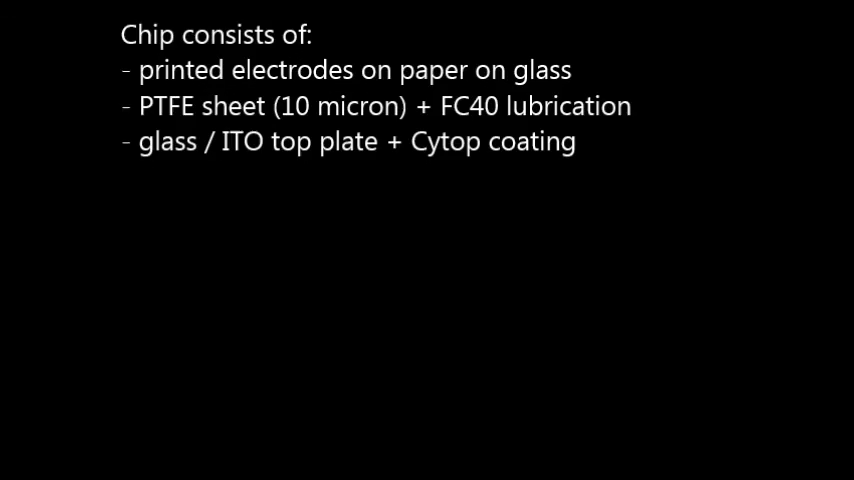 Chip consists of:
- printed electrodes on paper on glass
- PTFE sheet (10 micron) + FC40 lubrication
- glass / ITO top plate + Cytop coating